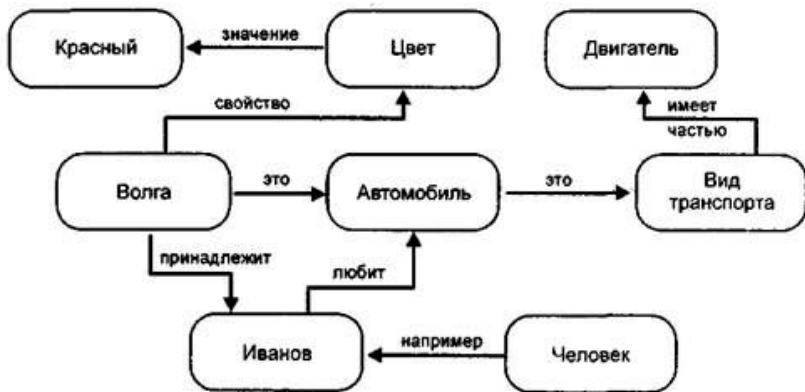 значение
Красный
Цвет
Двигатель
свойство
имеет
частью
Волга
это
Автомобиль
это
Вид
транспорта
принадлежит
любит
Иванов
например
Человек